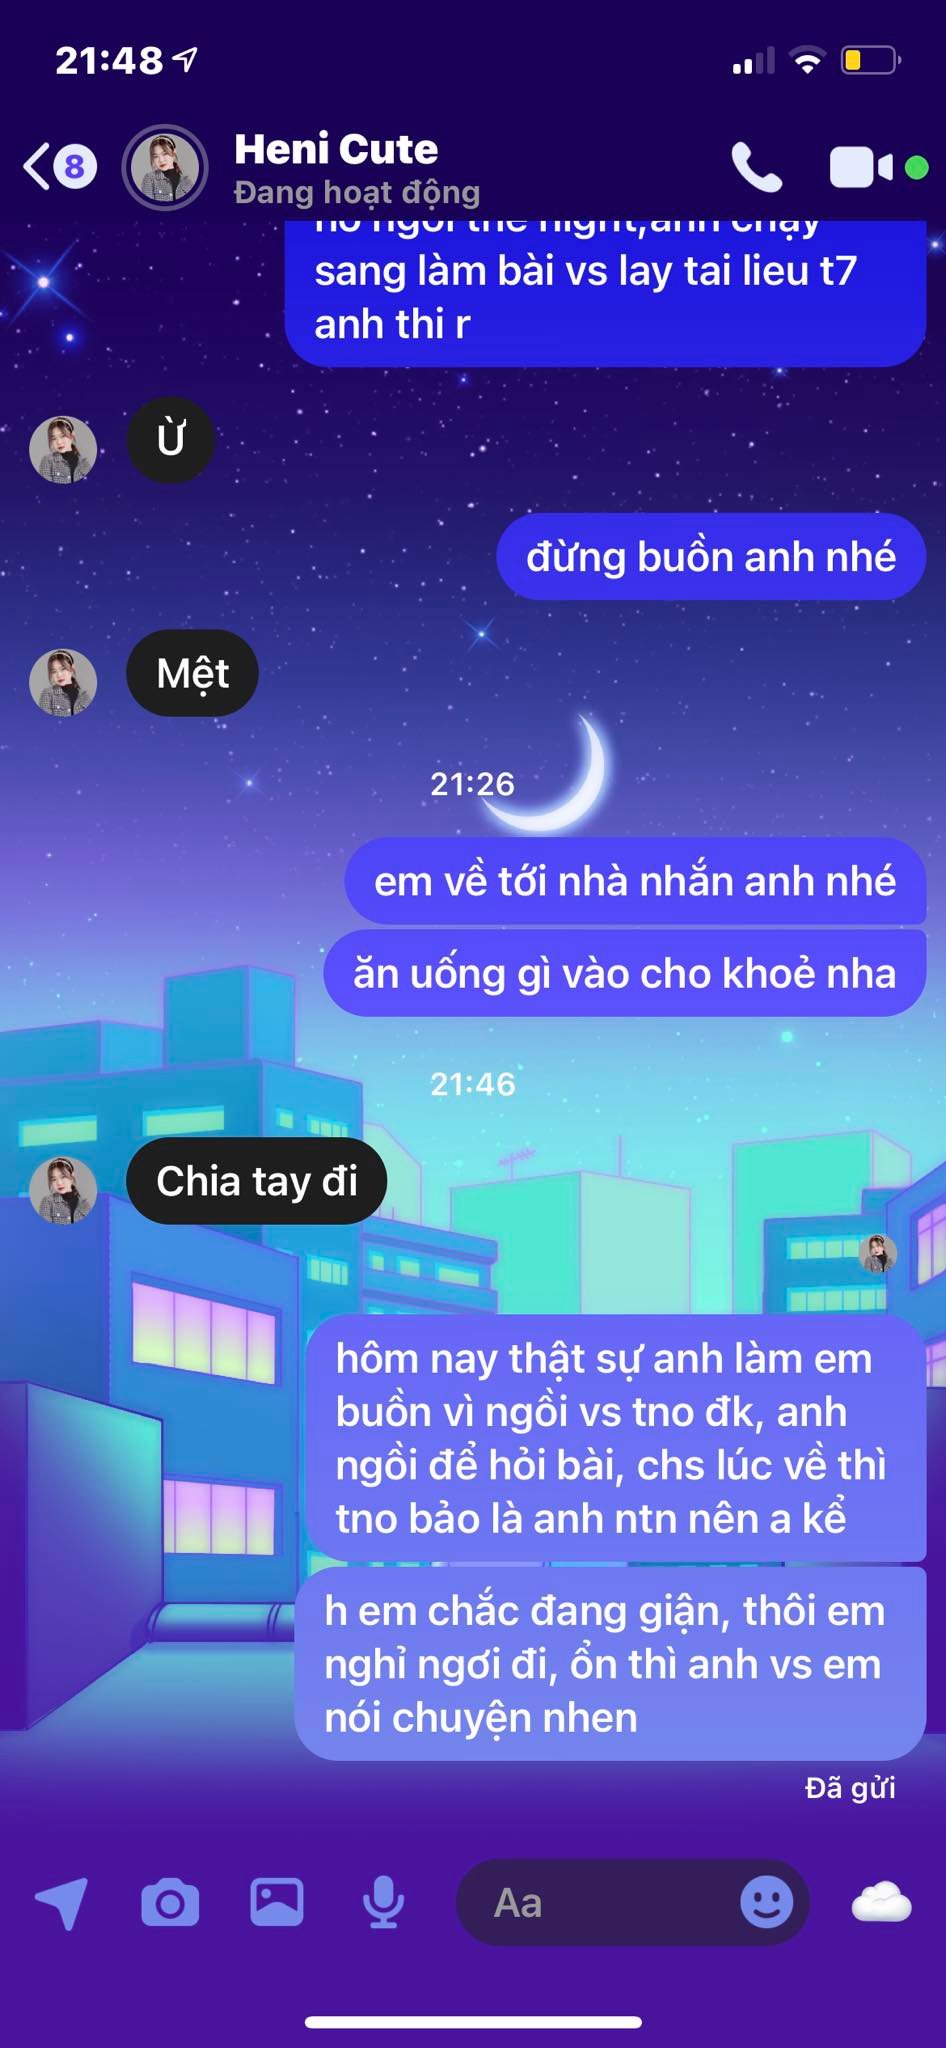 21:48
8
Heni Cute
Đang hoạt động
sang làm bài vs lay tai lieu t7
anh thi r
Ừ
đừng buồn anh nhé
Mệt
21:26
em về tới nhà nhắn anh nhé
ăn uống gì vào cho khoẻ nha
21:46
Chia tay đi
hôm nay thật sự anh làm em
buồn vì ngồi vs tno đk, anh
ngồi để hỏi bài, chs lúc về thì
tno bảo là anh ntn nên a kể
h em chắc đang giận, thôi em
nghỉ ngơi đi, ổn thì anh vs em
nói chuyện nhen
Đã gửi
Aa